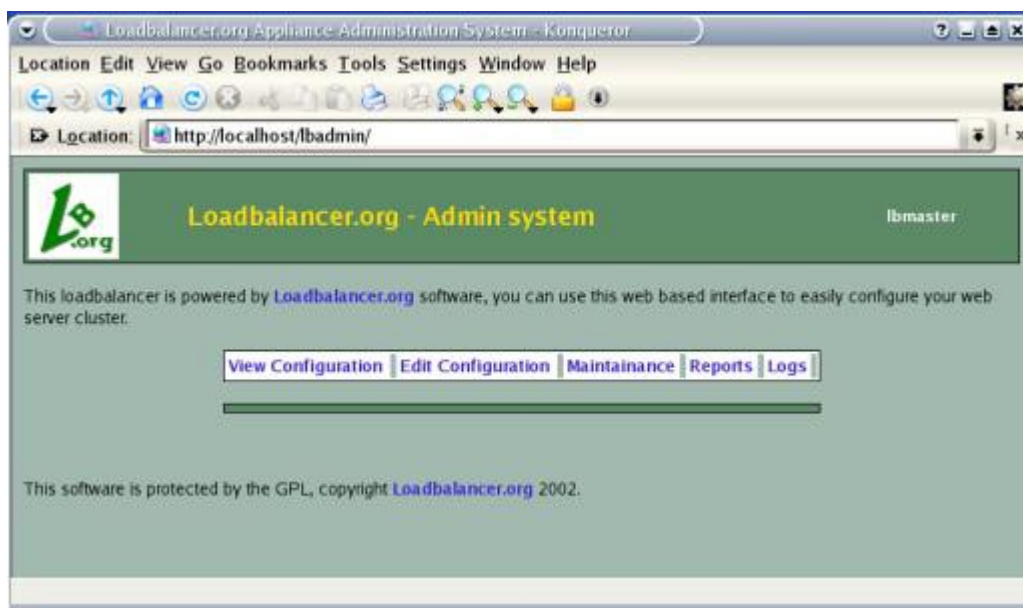 Loadbalancer.org Appliance Administration System - Konqueror
Location Edit View Go Bookmarks Tools Settings Window Help
Location: http://localhost/lbadmin/
LB.org
Loadbalancer.org - Admin system
lbmaster
This loadbalancer is powered by Loadbalancer.org software, you can use this web based interface to easily configure your web
server cluster.
View Configuration Edit Configuration Maintainance Reports Logs
This software is protected by the GPL, copyright Loadbalancer.org 2002.